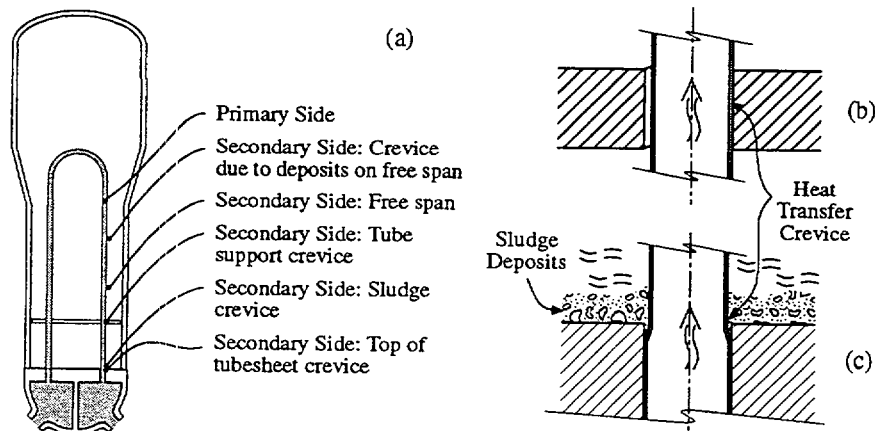 (a)
Primary Side
Secondary Side: Crevice
due to deposits on free span
Secondary Side: Free span
Secondary Side: Tube
support crevice
Secondary Side: Sludge
crevice
Secondary Side: Top of
tubesheet crevice
(b)
Heat
Transfer
Crevice
Sludge
Deposits
(c)